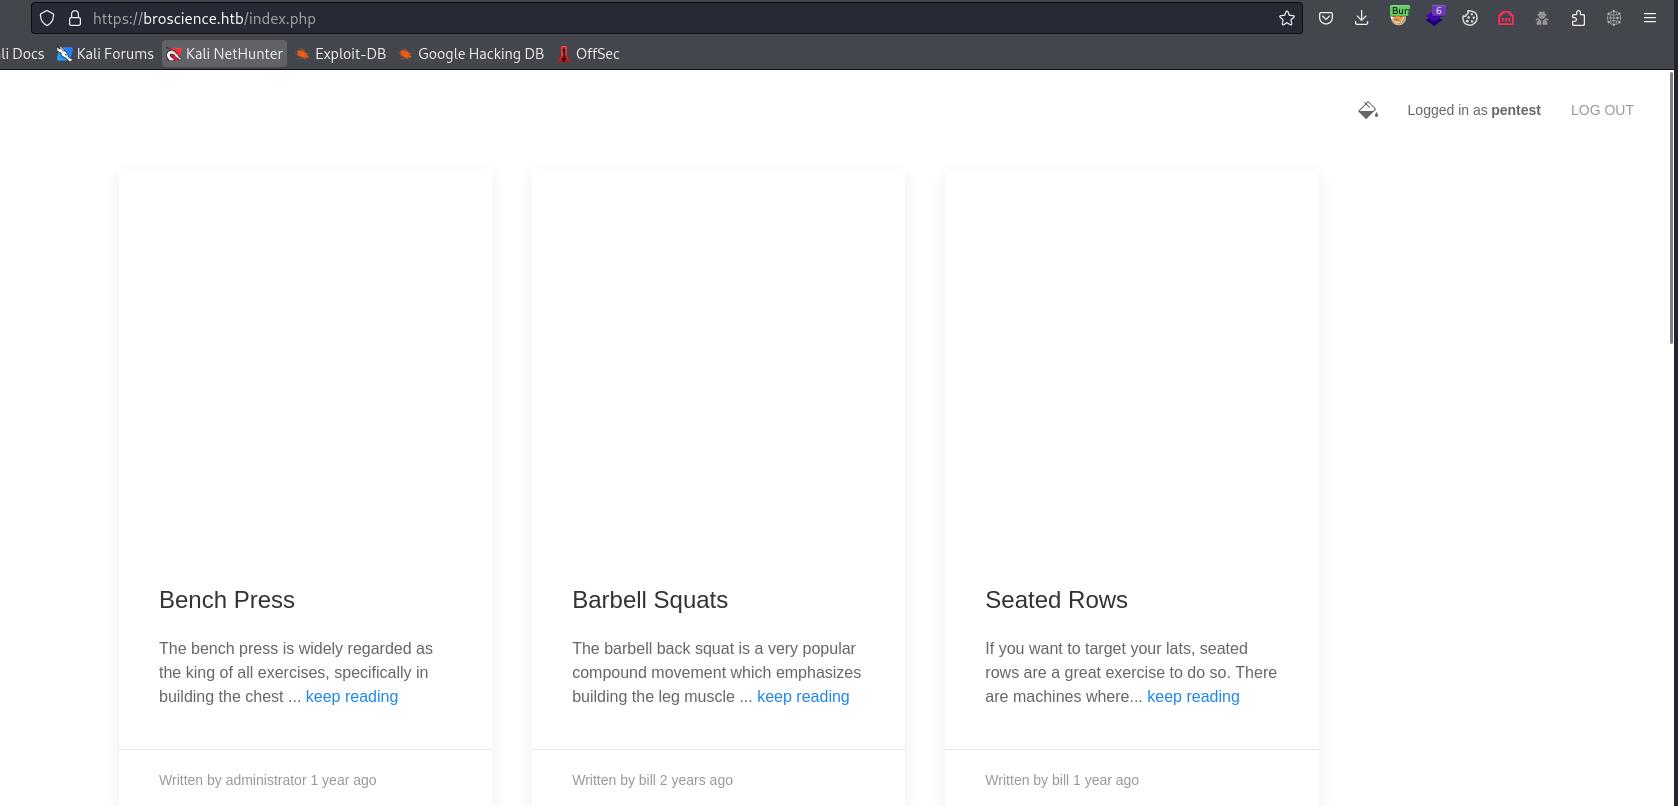 https://broscience.htb/index.php
Burp
6
li Docs Kali Forums Kali NetHunter Exploit-DB Google Hacking DB OffSec
Logged in as pentest LOG OUT
Bench Press
The bench press is widely regarded as
the king of all exercises, specifically in
building the chest ... keep reading
Written by administrator 1 year ago
Barbell Squats
The barbell back squat is a very popular
compound movement which emphasizes
building the leg muscle ... keep reading
Written by bill 2 years ago
Seated Rows
If you want to target your lats, seated
rows are a great exercise to do so. There
are machines where... keep reading
Written by bill 1 year ago